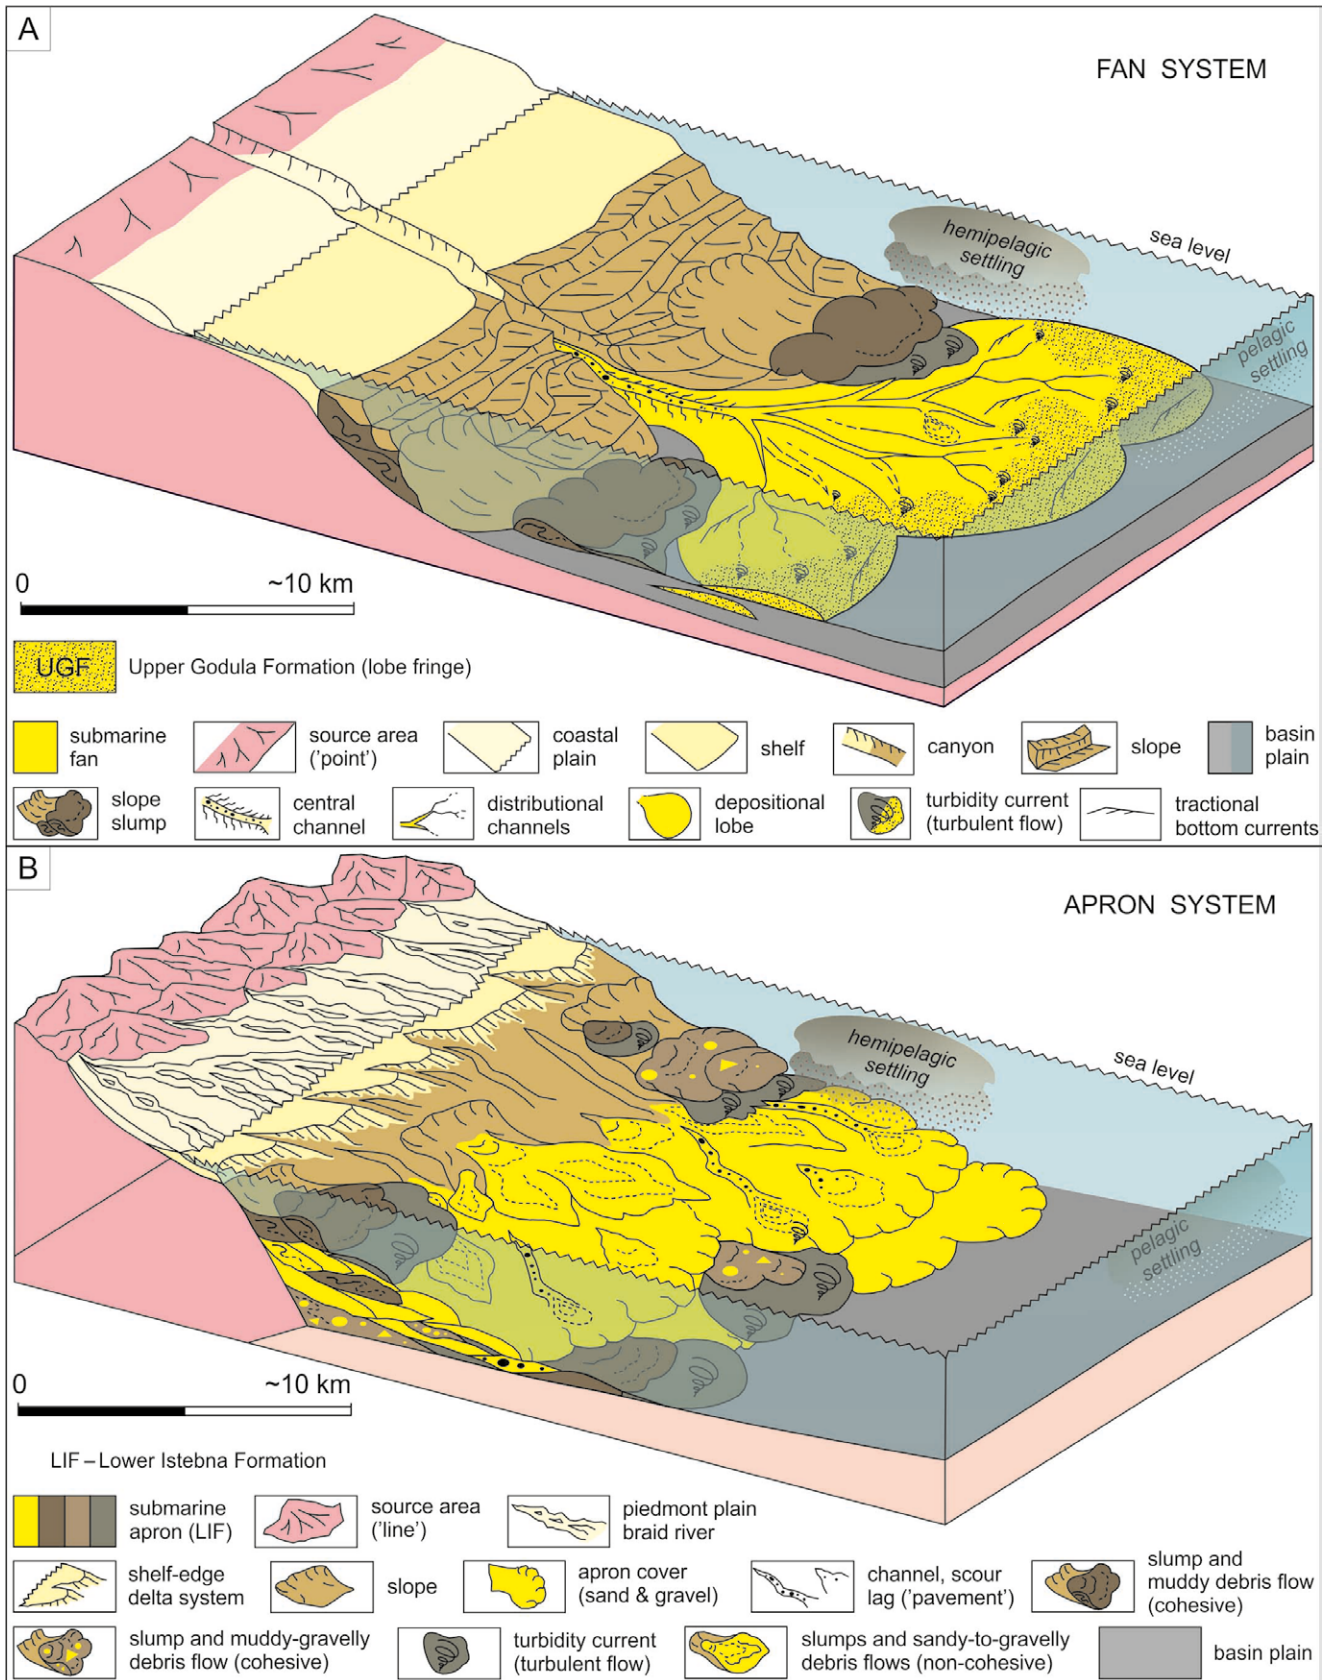 A
FAN SYSTEM
hemipelagic
settling
sea level
pelagic
settling
0 ~10 km
UGF Upper Godula Formation (lobe fringe)
submarine
fan
source area
('point')
coastal
plain
shelf
canyon
slope
basin
plain
slope
slump
central
channel
distributional
channels
depositional
lobe
turbidity current
(turbulent flow)
tractional
bottom currents
B
APRON SYSTEM
hemipelagic
settling
sea level
pelagic
settling
0 ~10 km
LIF – Lower Istebna Formation
submarine
apron (LIF)
source area
('line')
piedmont plain
braid river
shelf-edge
delta system
slope
apron cover
(sand & gravel)
channel, scour
lag ('pavement')
slump and
muddy debris flow
(cohesive)
slump and muddy-gravelly
debris flow (cohesive)
turbidity current
(turbulent flow)
slumps and sandy-to-gravelly
debris flows (non-cohesive)
basin plain